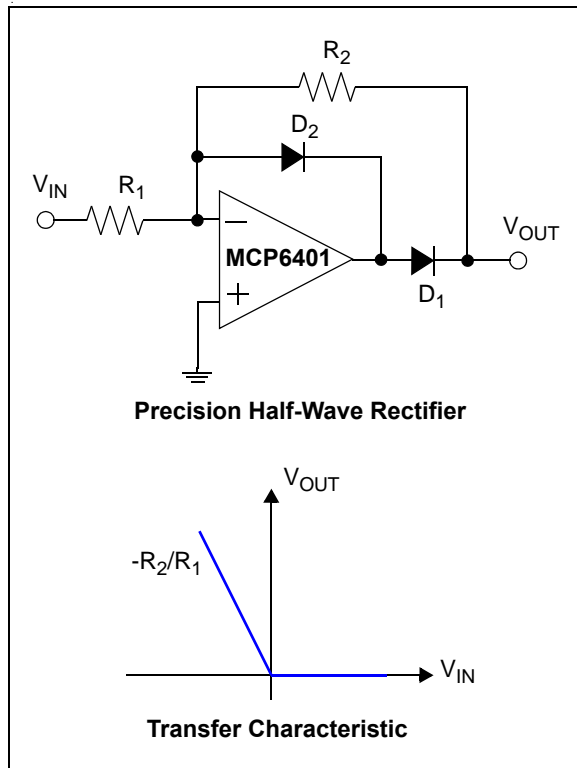 R2
D2
VIN
R1
VOUT
−
MCP6401
+
D1
Precision Half-Wave Rectifier
VOUT
-R2/R1
VIN
Transfer Characteristic